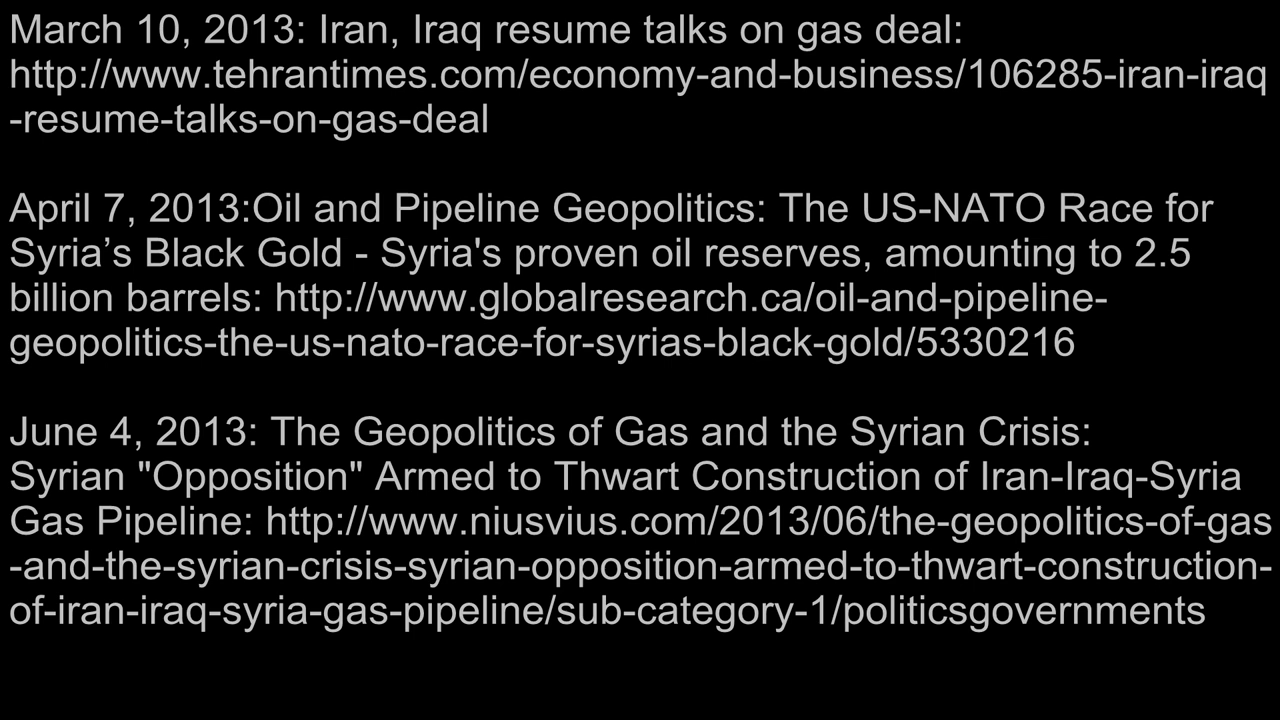 March 10, 2013: Iran, Iraq resume talks on gas deal:
http://www.tehrantimes.com/economy-and-business/106285-iran-iraq
-resume-talks-on-gas-deal
April 7, 2013:Oil and Pipeline Geopolitics: The US-NATO Race for
Syria’s Black Gold - Syria's proven oil reserves, amounting to 2.5
billion barrels: http://www.globalresearch.ca/oil-and-pipeline-
geopolitics-the-us-nato-race-for-syrias-black-gold/5330216
June 4, 2013: The Geopolitics of Gas and the Syrian Crisis:
Syrian "Opposition" Armed to Thwart Construction of Iran-Iraq-Syria
Gas Pipeline: http://www.niusvius.com/2013/06/the-geopolitics-of-gas
-and-the-syrian-crisis-syrian-opposition-armed-to-thwart-construction-
of-iran-iraq-syria-gas-pipeline/sub-category-1/politicsgovernments